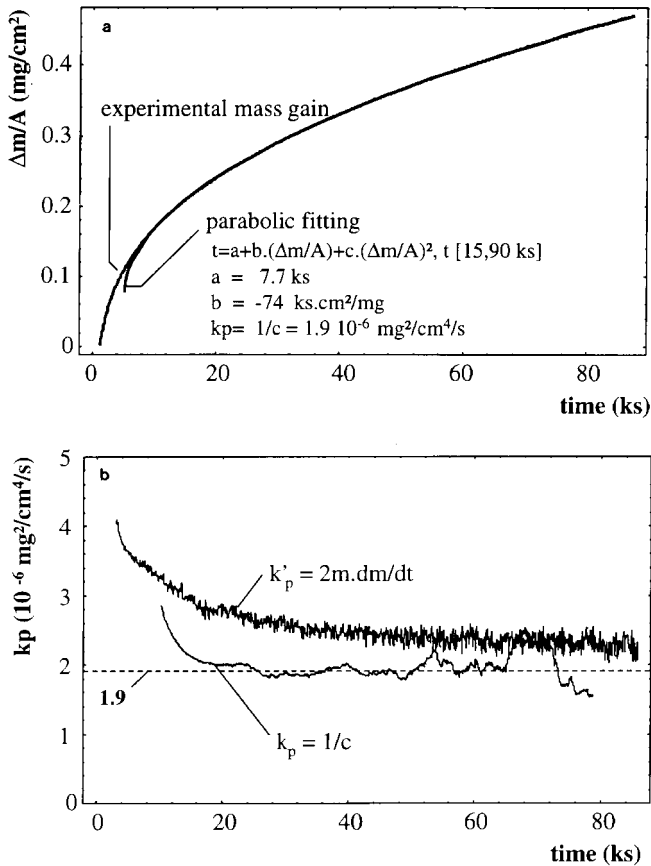 a
Δm/A (mg/cm²)
0.4
0.3
0.2
0.1
0
experimental mass gain
parabolic fitting
t=a+b.(Δm/A)+c.(Δm/A)², t [15,90 ks]
a = 7.7 ks
b = -74 ks.cm²/mg
kp= 1/c = 1.9 10⁻⁶ mg²/cm⁴/s
0 20 40 60 80
time (ks)
b
kp (10⁻⁶ mg²/cm⁴/s)
5
4
3
2
1
0
k'ₚ = 2m.dm/dt
1.9
kₚ = 1/c
0 20 40 60 80
time (ks)